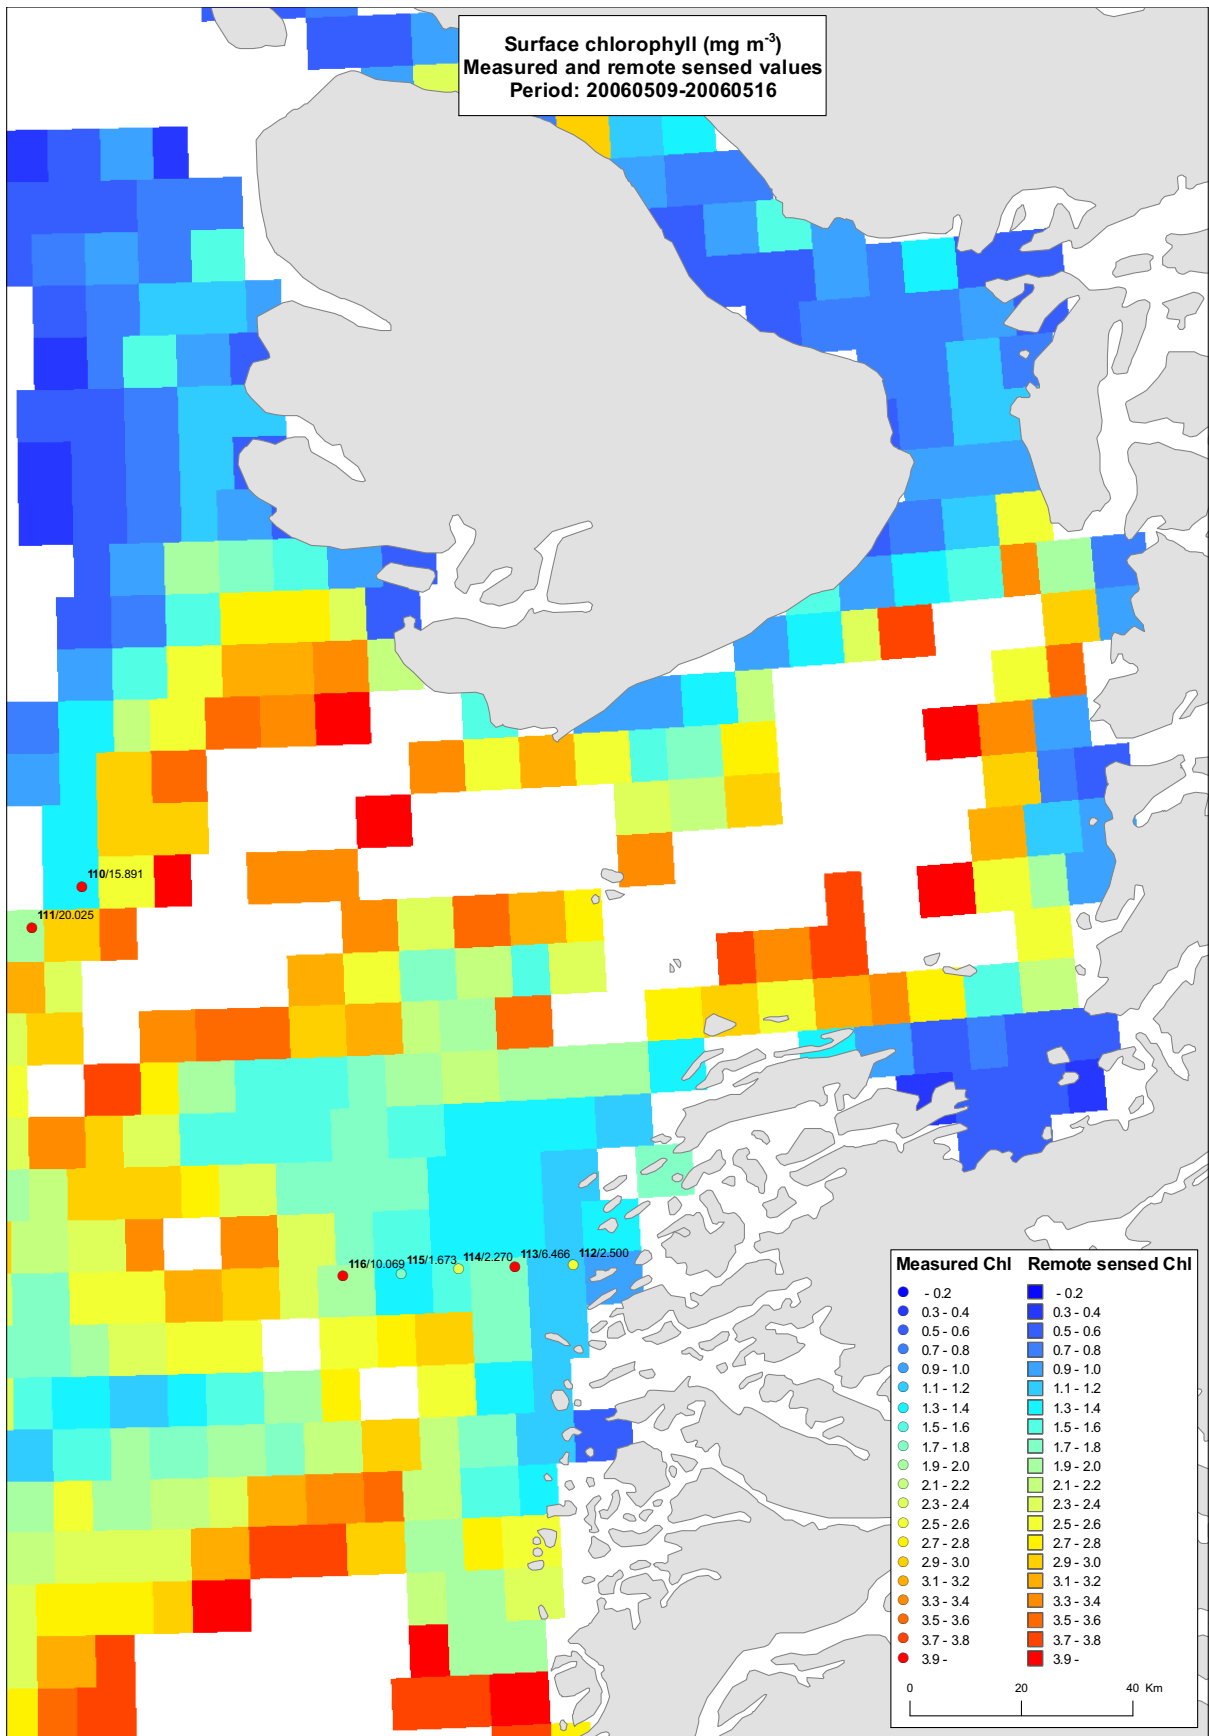 Surface chlorophyll (mg m-3)
Measured and remote sensed values
Period: 20060509-20060516
110/15.891
111/20.025
116/10.069
115/1.673
114/2.270
113/6.466
112/2.500
Measured Chl Remote sensed Chl
- 0.2 - 0.2
0.3 - 0.4 0.3 - 0.4
0.5 - 0.6 0.5 - 0.6
0.7 - 0.8 0.7 - 0.8
0.9 - 1.0 0.9 - 1.0
1.1 - 1.2 1.1 - 1.2
1.3 - 1.4 1.3 - 1.4
1.5 - 1.6 1.5 - 1.6
1.7 - 1.8 1.7 - 1.8
1.9 - 2.0 1.9 - 2.0
2.1 - 2.2 2.1 - 2.2
2.3 - 2.4 2.3 - 2.4
2.5 - 2.6 2.5 - 2.6
2.7 - 2.8 2.7 - 2.8
2.9 - 3.0 2.9 - 3.0
3.1 - 3.2 3.1 - 3.2
3.3 - 3.4 3.3 - 3.4
3.5 - 3.6 3.5 - 3.6
3.7 - 3.8 3.7 - 3.8
3.9 - 3.9 -
0 20 40 Km